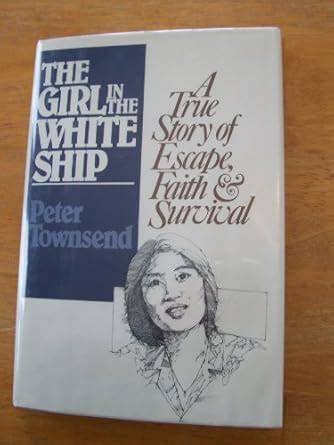 THE
GIRL IN
THE
WHITE
SHIP
Peter
Townsend
A
True
Story of
Escape,
Faith &
Survival